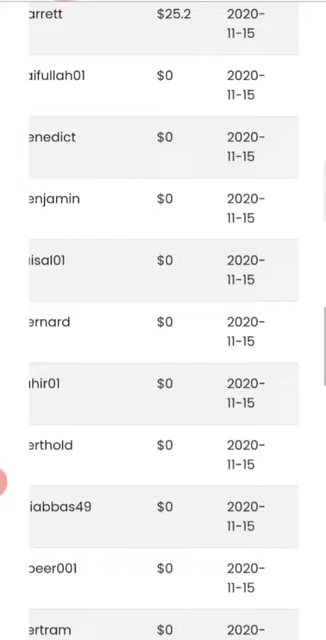 arrett $25.2 2020-
11-15
aifullah01 $0 2020-
11-15
enedict $0 2020-
11-15
enjamin $0 2020-
11-15
isal01 $0 2020-
11-15
ernard $0 2020-
11-15
hir01 $0 2020-
11-15
erthold $0 2020-
11-15
iabbas49 $0 2020-
11-15
beer001 $0 2020-
11-15
ertram $0 2020-